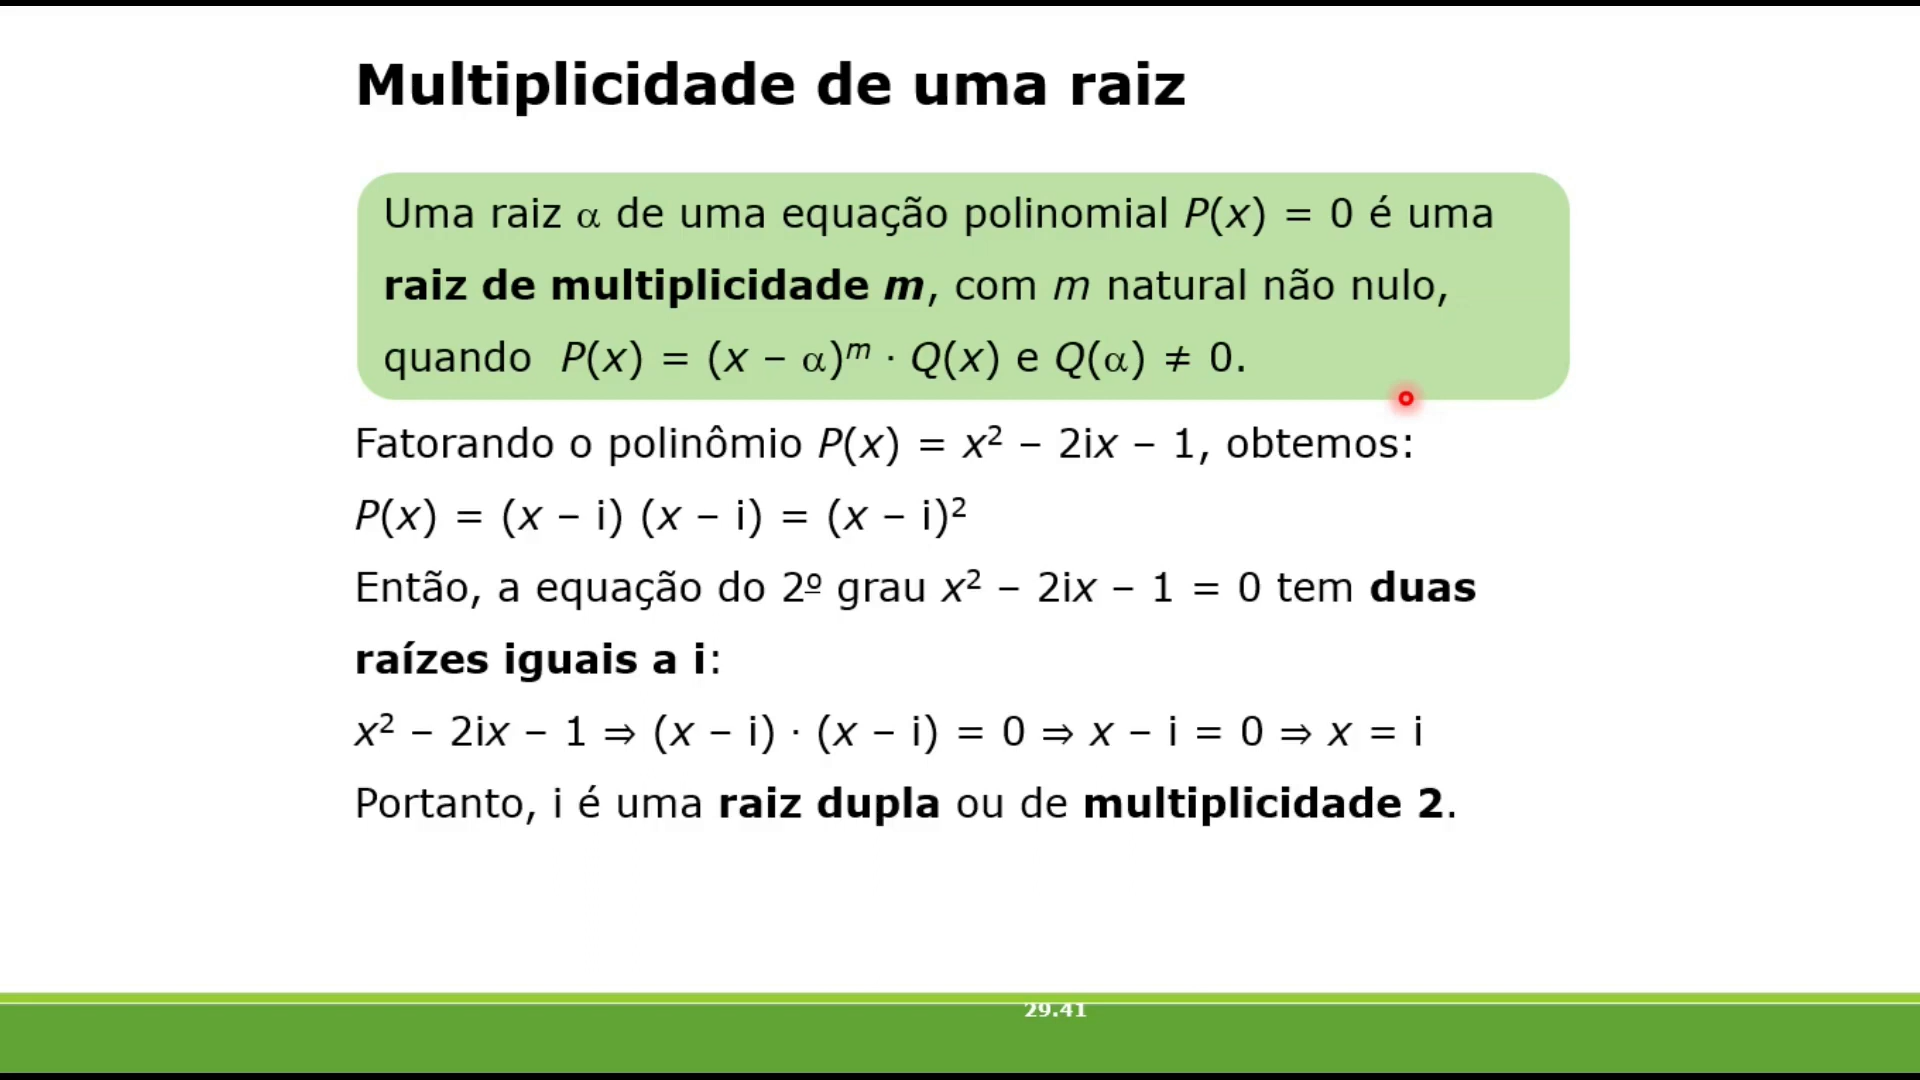 Multiplicidade de uma raiz
Uma raiz α de uma equação polinomial P(x) = 0 é uma
raiz de multiplicidade m, com m natural não nulo,
quando P(x) = (x – α)ᵐ · Q(x) e Q(α) ≠ 0.
Fatorando o polinômio P(x) = x² – 2ix – 1, obtemos:
P(x) = (x – i) (x – i) = (x – i)²
Então, a equação do 2º grau x² – 2ix – 1 = 0 tem duas
raízes iguais a i:
x² – 2ix – 1 ⇒ (x – i) · (x – i) = 0 ⇒ x – i = 0 ⇒ x = i
Portanto, i é uma raiz dupla ou de multiplicidade 2.
29.41